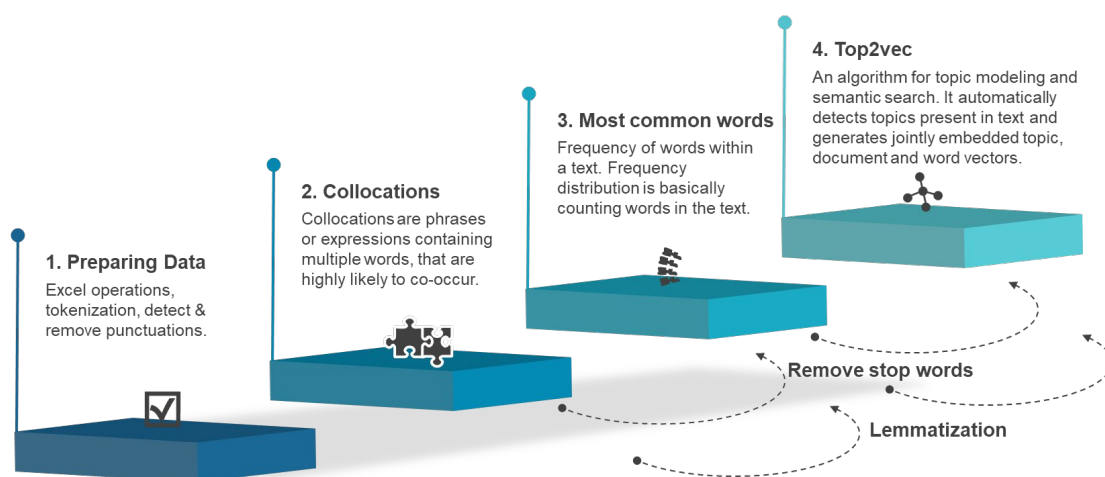 1. Preparing Data
Excel operations,
tokenization, detect &
remove punctuations.
2. Collocations
Collocations are phrases
or expressions containing
multiple words, that are
highly likely to co-occur.
3. Most common words
Frequency of words within
a text. Frequency
distribution is basically
counting words in the text.
4. Top2vec
An algorithm for topic modeling and
semantic search. It automatically
detects topics present in text and
generates jointly embedded topic,
document and word vectors.
Remove stop words
Lemmatization